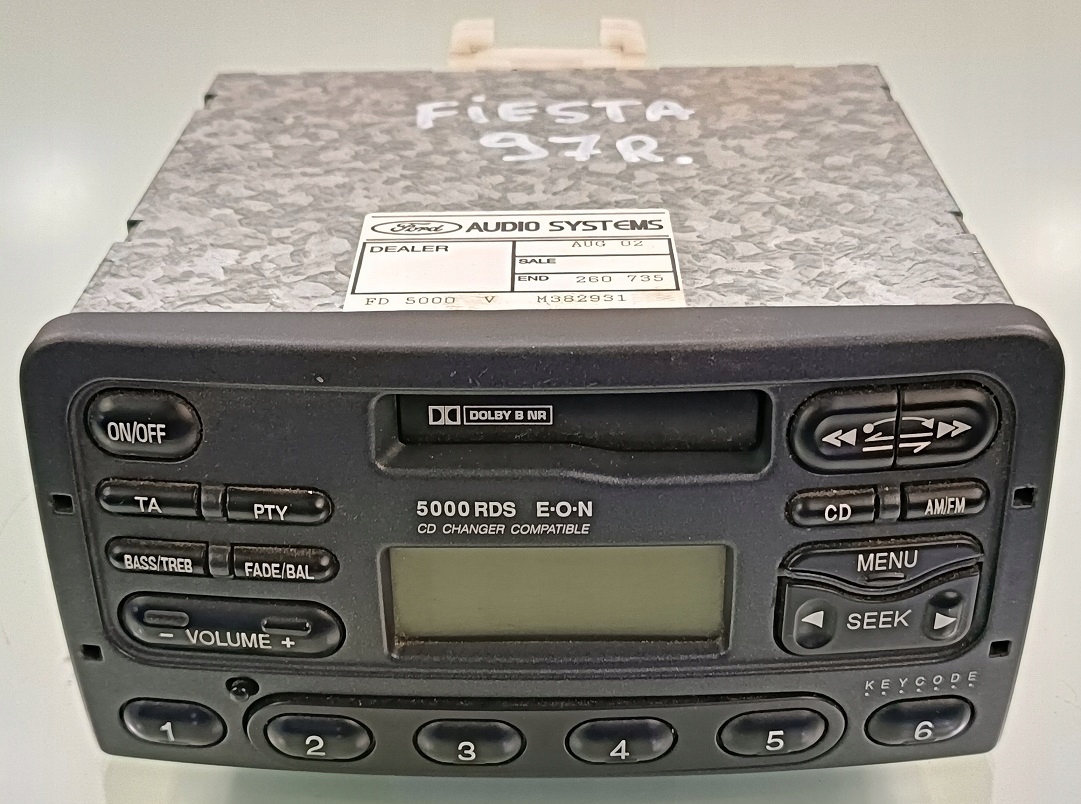 FiESTA
97R.
Ford AUDIO SYSTEMS
DEALER
AUG 02
SALE
END 260 735
FD 5000 V M382931
ON/OFF
DOLBY B NR
TA PTY
5000 RDS E·O·N
CD CHANGER COMPATIBLE
CD AM/FM
BASS/TREB FADE/BAL
MENU
- VOLUME +
SEEK
KEYCODE
1 2 3 4 5 6